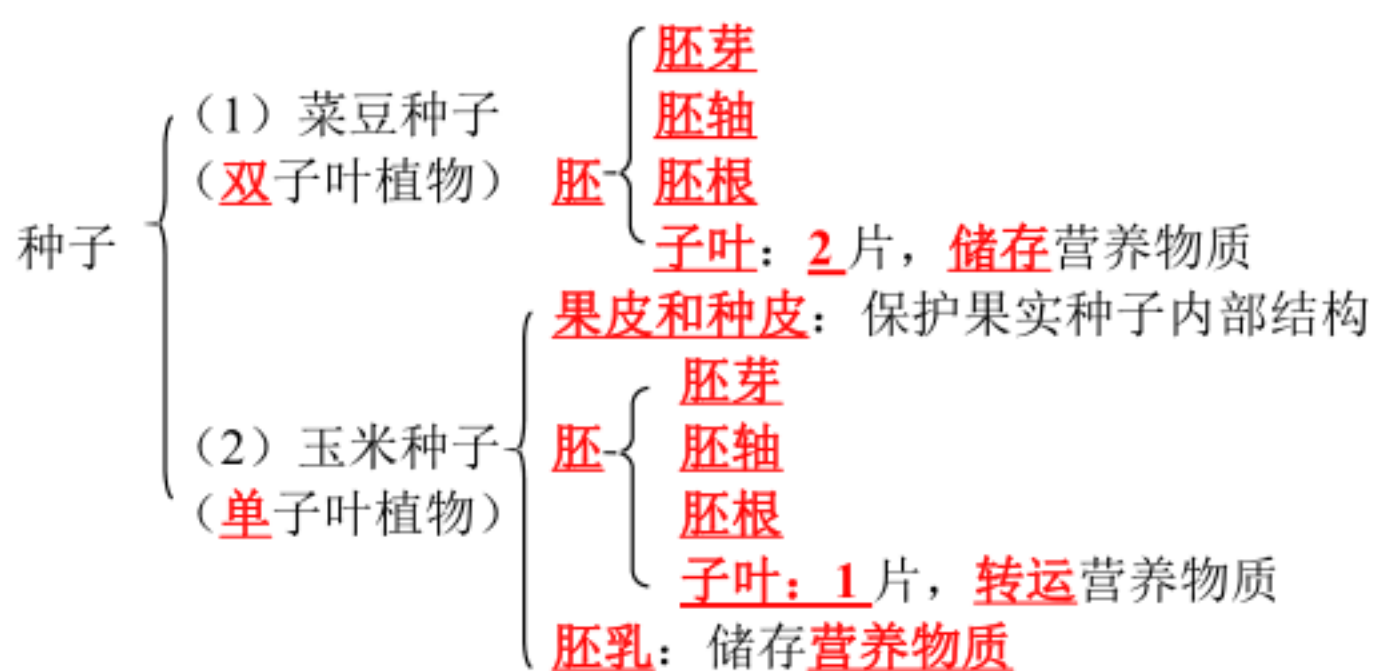 胚芽
（1）菜豆种子
胚轴
（双子叶植物）
胚
胚根
种子
子叶：2片，储存营养物质
果皮和种皮：保护果实种子内部结构
胚芽
（2）玉米种子
胚
胚轴
（单子叶植物）
胚根
子叶：1片，转运营养物质
胚乳：储存营养物质